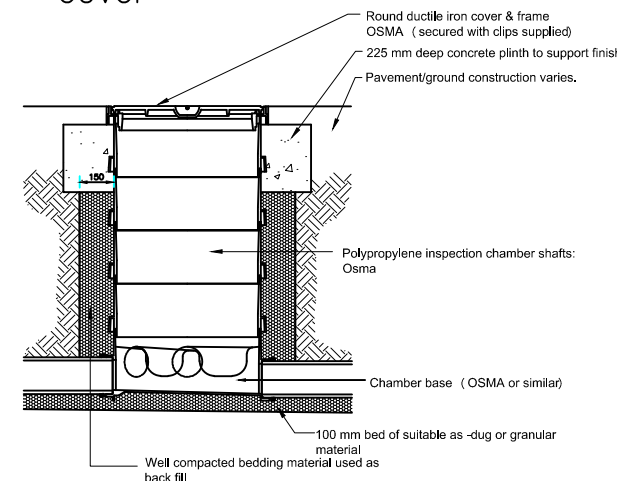 COVER
Round ductile iron cover & frame
OSMA ( secured with clips supplied)
225 mm deep concrete plinth to support finish
Pavement/ground construction varies.
150
Polypropylene inspection chamber shafts:
Osma
Chamber base ( OSMA or similar)
100 mm bed of suitable as -dug or granular
material
Well compacted bedding material used as
back fill